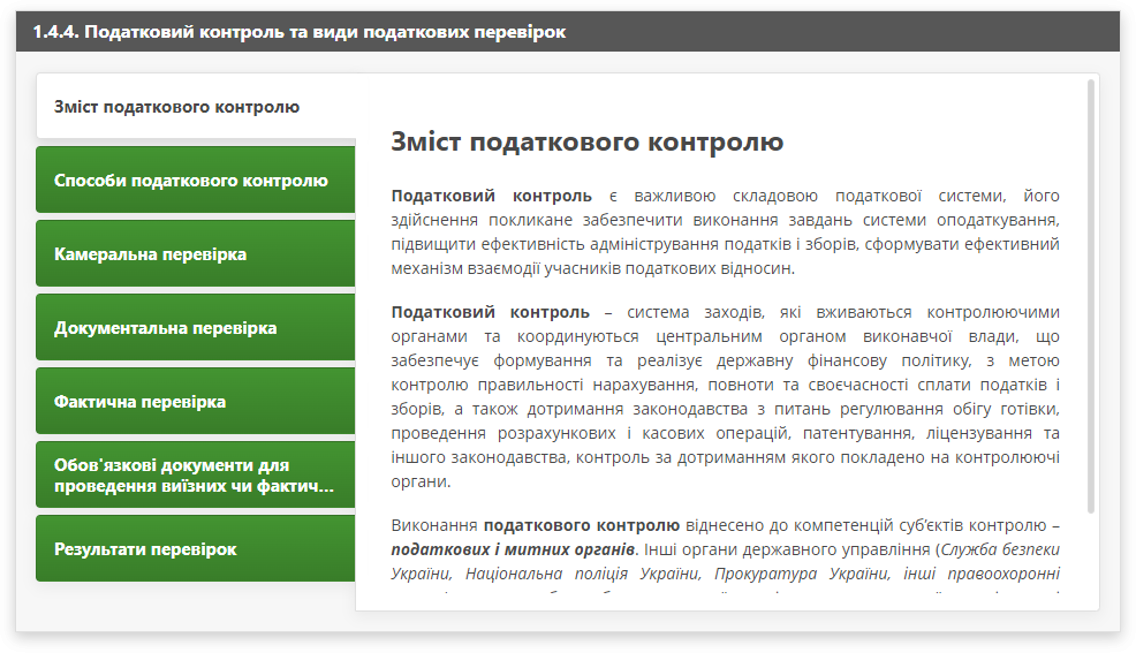 1.4.4. Податковий контроль та види податкових перевірок
Зміст податкового контролю
Способи податкового контролю
Камеральна перевірка
Документальна перевірка
Фактична перевірка
Обов'язкові документи для
проведення виїзних чи фактич...
Результати перевірок
Зміст податкового контролю
Податковий контроль є важливою складовою податкової системи, його
здійснення покликане забезпечити виконання завдань системи оподаткування,
підвищити ефективність адміністрування податків і зборів, сформувати ефективний
механізм взаємодії учасників податкових відносин.
Податковий контроль – система заходів, які вживаються контролюючими
органами та координуються центральним органом виконавчої влади, що
забезпечує формування та реалізує державну фінансову політику, з метою
контролю правильності нарахування, повноти та своєчасності сплати податків і
зборів, а також дотримання законодавства з питань регулювання обігу готівки,
проведення розрахункових і касових операцій, патентування, ліцензування та
іншого законодавства, контроль за дотриманням якого покладено на контролюючі
органи.
Виконання податкового контролю віднесено до компетенцій суб’єктів контролю –
податкових і митних органів. Інші органи державного управління (Служба безпеки
України, Національна поліція України, Прокуратура України, інші правоохоронні